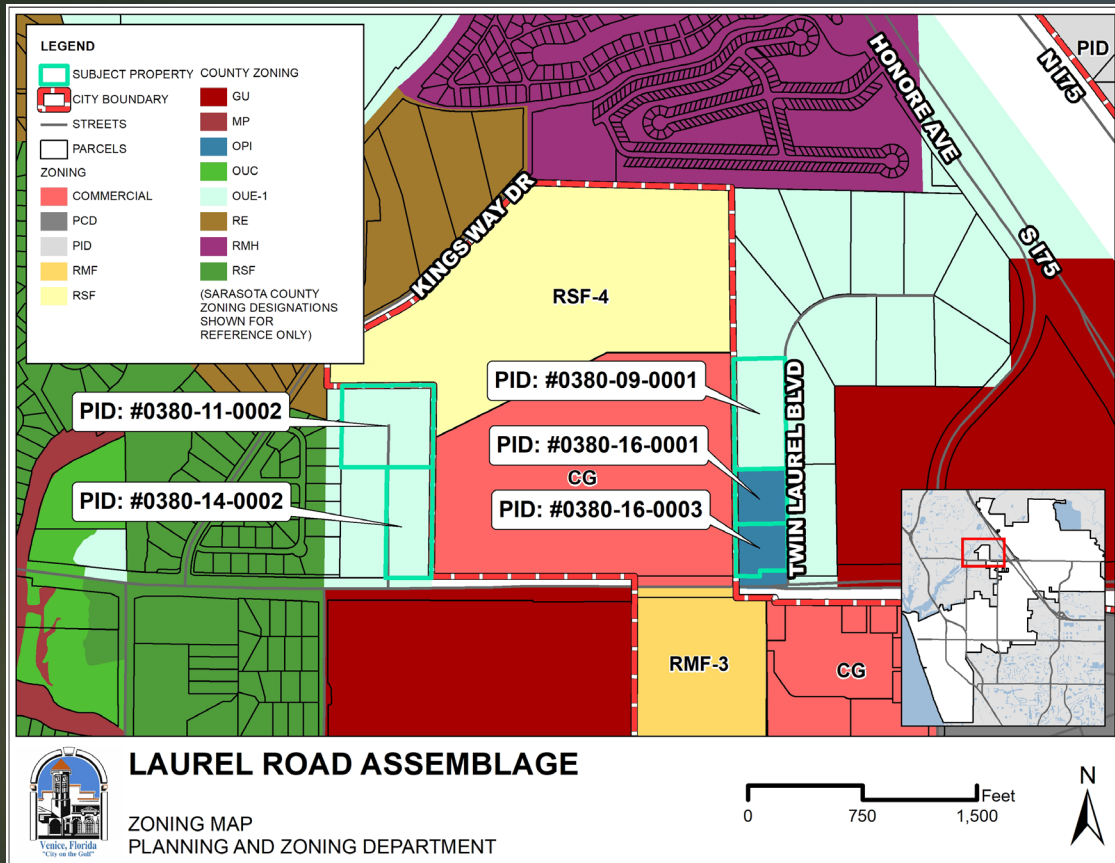 LEGEND
SUBJECT PROPERTY
CITY BOUNDARY
STREETS
PARCELS
ZONING
COMMERCIAL
PCD
PID
RMF
RSF
COUNTY ZONING
GU
MP
OPI
OUC
OUE-1
RE
RMH
RSF
(SARASOTA COUNTY
ZONING DESIGNATIONS
SHOWN FOR
REFERENCE ONLY)
PID
N I75
HONORE AVE
S I75
KINGS WAY DR
RSF-4
PID: #0380-11-0002
PID: #0380-14-0002
PID: #0380-09-0001
PID: #0380-16-0001
CG
PID: #0380-16-0003
TWIN LAUREL BLVD
RMF-3
CG
Venice, Florida
"City on the Gulf"
LAUREL ROAD ASSEMBLAGE
ZONING MAP
PLANNING AND ZONING DEPARTMENT
Feet
0 750 1,500
N